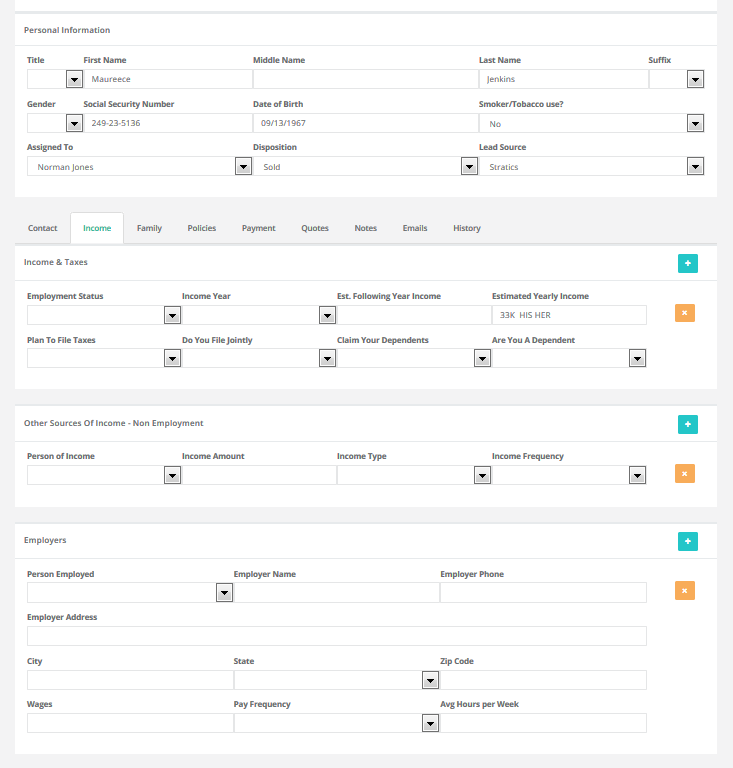 Personal Information
Title First Name Middle Name Last Name Suffix
Maureece Jenkins
Gender Social Security Number Date of Birth Smoker/Tobacco use?
249-23-5136 09/13/1967 No
Assigned To Disposition Lead Source
Norman Jones Sold Stratics
Contact Income Family Policies Payment Quotes Notes Emails History
Income & Taxes
+
Employment Status Income Year Est. Following Year Income Estimated Yearly Income
33K HIS HER
×
Plan To File Taxes Do You File Jointly Claim Your Dependents Are You A Dependent
Other Sources Of Income - Non Employment
+
Person of Income Income Amount Income Type Income Frequency
×
Employers
+
Person Employed Employer Name Employer Phone
×
Employer Address
City State Zip Code
Wages Pay Frequency Avg Hours per Week